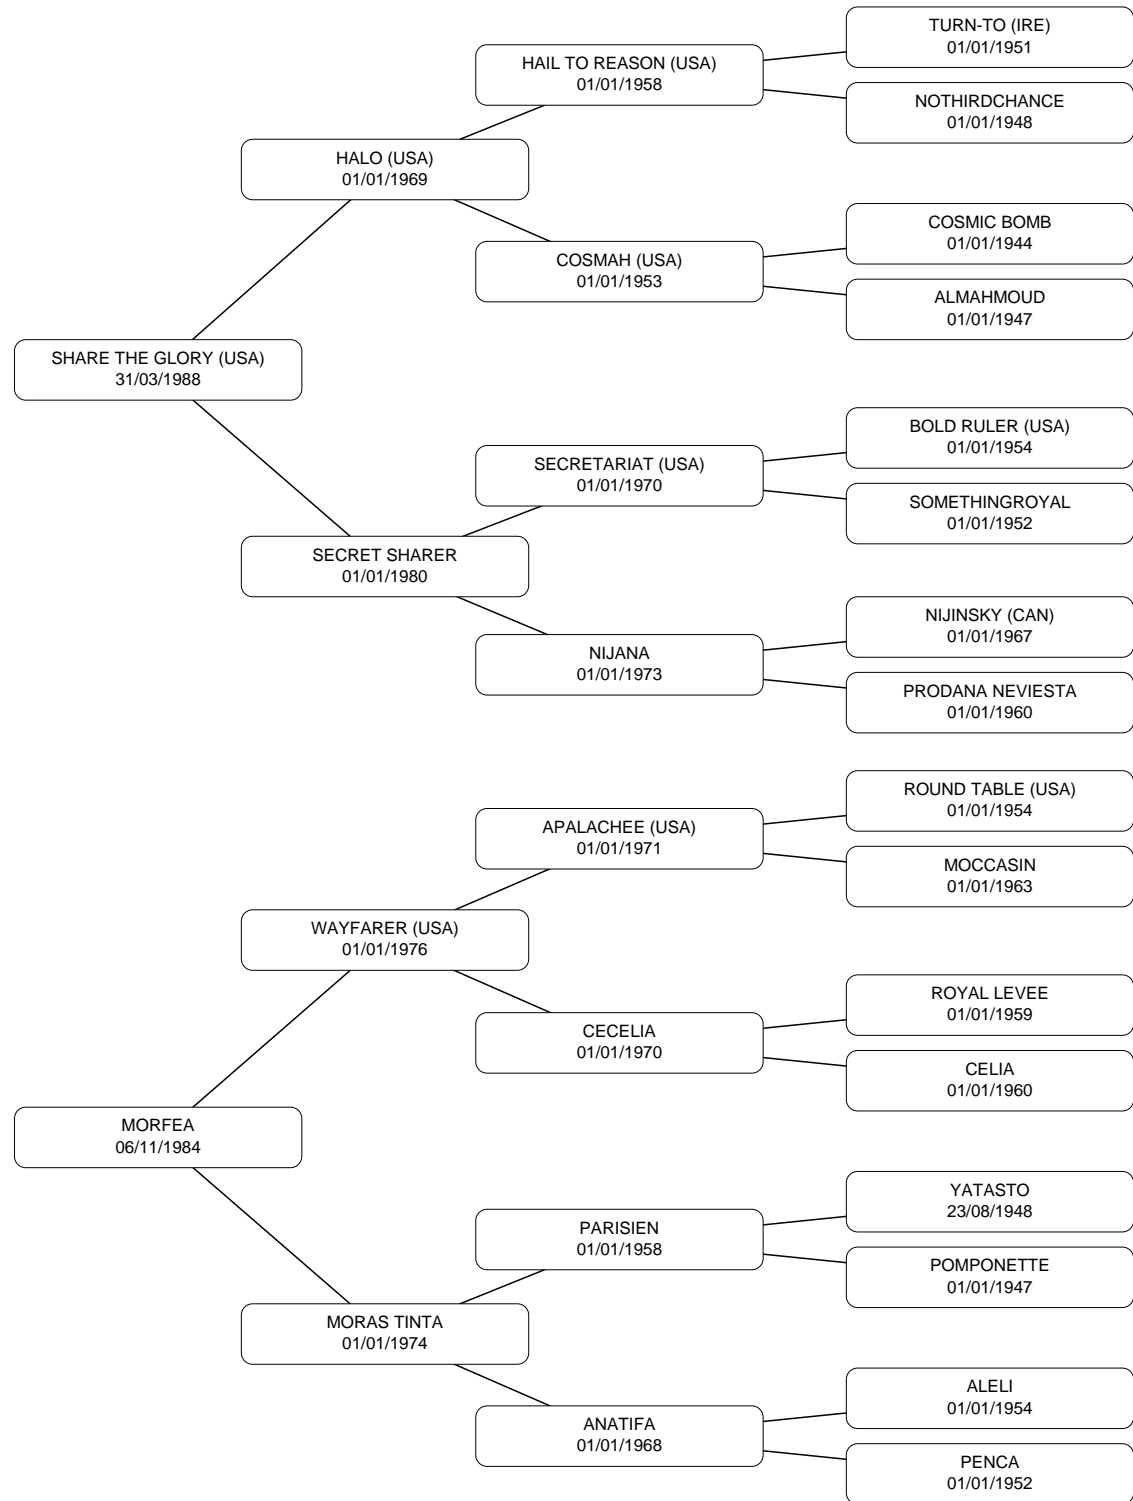 TURN-TO (IRE)
01/01/1951
HAIL TO REASON (USA)
01/01/1958
NOTHIRDCHANCE
01/01/1948
HALO (USA)
01/01/1969
COSMIC BOMB
01/01/1944
COSMAH (USA)
01/01/1953
ALMAHMOUD
01/01/1947
SHARE THE GLORY (USA)
31/03/1988
BOLD RULER (USA)
01/01/1954
SECRETARIAT (USA)
01/01/1970
SOMETHINGROYAL
01/01/1952
SECRET SHARER
01/01/1980
NIJINSKY (CAN)
01/01/1967
NIJANA
01/01/1973
PRODANA NEVIESTA
01/01/1960
ROUND TABLE (USA)
01/01/1954
APALACHEE (USA)
01/01/1971
MOCCASIN
01/01/1963
WAYFARER (USA)
01/01/1976
ROYAL LEVEE
01/01/1959
CECELIA
01/01/1970
CELIA
01/01/1960
MORFEA
06/11/1984
YATASTO
23/08/1948
PARISIEN
01/01/1958
POMPONETTE
01/01/1947
MORAS TINTA
01/01/1974
ALELI
01/01/1954
ANATIFA
01/01/1968
PENCA
01/01/1952